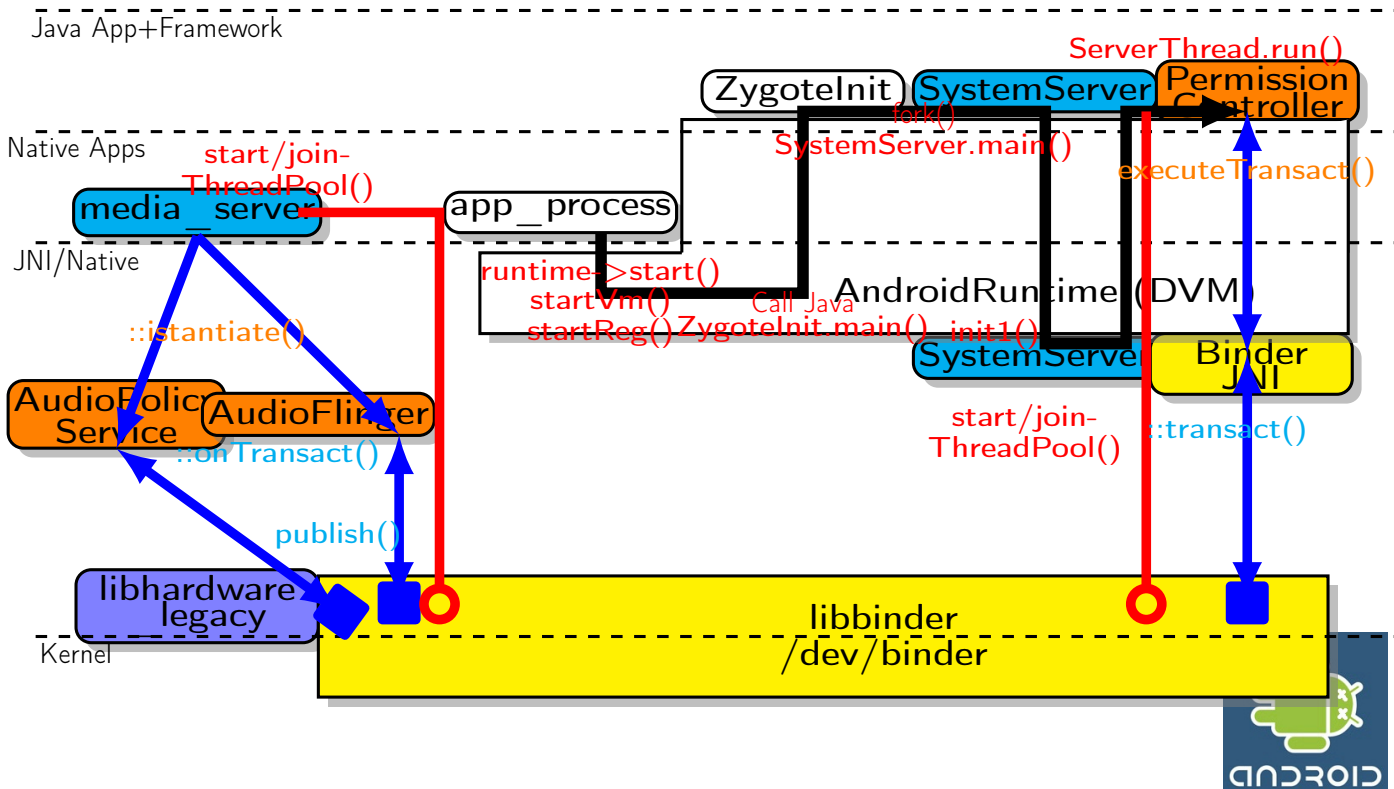 Java App+Framework
ServerThread.run()
ZygoteInit
SystemServer
Permission
Controller
fork()
SystemServer.main()
Native Apps
start/join-
ThreadPool()
executeTransact()
media_server
app_process
JNI/Native
runtime->start()
startVm()
startReg()
Call Java
ZygoteInit.main()
AndroidRuntime (DVM)
init1()
::istantiate()
SystemServer
Binder
JNI
AudioPolicy
Service
AudioFlinger
start/join-
ThreadPool()
::transact()
::onTransact()
publish()
libhardware
_legacy
libbinder
/dev/binder
Kernel
ANDROID